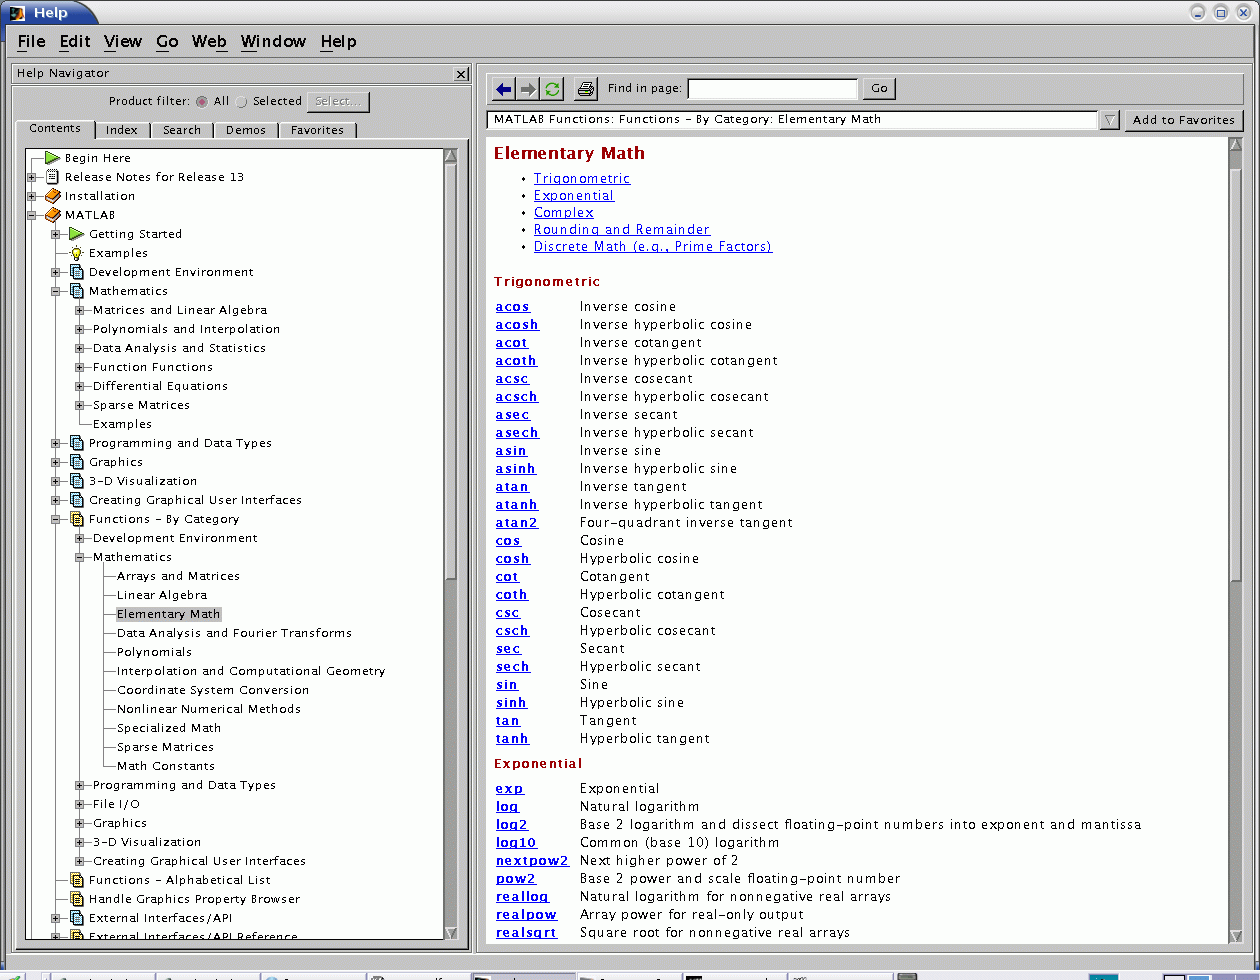 Help
File Edit View Go Web Window Help
Help Navigator
Product filter: All Selected Select...
Contents Index Search Demos Favorites
Begin Here
Release Notes for Release 13
Installation
MATLAB
Getting Started
Examples
Development Environment
Mathematics
Matrices and Linear Algebra
Polynomials and Interpolation
Data Analysis and Statistics
Function Functions
Differential Equations
Sparse Matrices
Examples
Programming and Data Types
Graphics
3-D Visualization
Creating Graphical User Interfaces
Functions - By Category
Development Environment
Mathematics
Arrays and Matrices
Linear Algebra
Elementary Math
Data Analysis and Fourier Transforms
Polynomials
Interpolation and Computational Geometry
Coordinate System Conversion
Nonlinear Numerical Methods
Specialized Math
Sparse Matrices
Math Constants
Programming and Data Types
File I/O
Graphics
3-D Visualization
Creating Graphical User Interfaces
Functions - Alphabetical List
Handle Graphics Property Browser
External Interfaces/API
External Interfaces/API Reference
Find in page: Go
MATLAB Functions: Functions - By Category: Elementary Math Add to Favorites
Elementary Math
• Trigonometric
• Exponential
• Complex
• Rounding and Remainder
• Discrete Math (e.g., Prime Factors)
Trigonometric
acos Inverse cosine
acosh Inverse hyperbolic cosine
acot Inverse cotangent
acoth Inverse hyperbolic cotangent
acsc Inverse cosecant
acsch Inverse hyperbolic cosecant
asec Inverse secant
asech Inverse hyperbolic secant
asin Inverse sine
asinh Inverse hyperbolic sine
atan Inverse tangent
atanh Inverse hyperbolic tangent
atan2 Four-quadrant inverse tangent
cos Cosine
cosh Hyperbolic cosine
cot Cotangent
coth Hyperbolic cotangent
csc Cosecant
csch Hyperbolic cosecant
sec Secant
sech Hyperbolic secant
sin Sine
sinh Hyperbolic sine
tan Tangent
tanh Hyperbolic tangent
Exponential
exp Exponential
log Natural logarithm
log2 Base 2 logarithm and dissect floating-point numbers into exponent and mantissa
log10 Common (base 10) logarithm
nextpow2 Next higher power of 2
pow2 Base 2 power and scale floating-point number
reallog Natural logarithm for nonnegative real arrays
realpow Array power for real-only output
realsqrt Square root for nonnegative real arrays